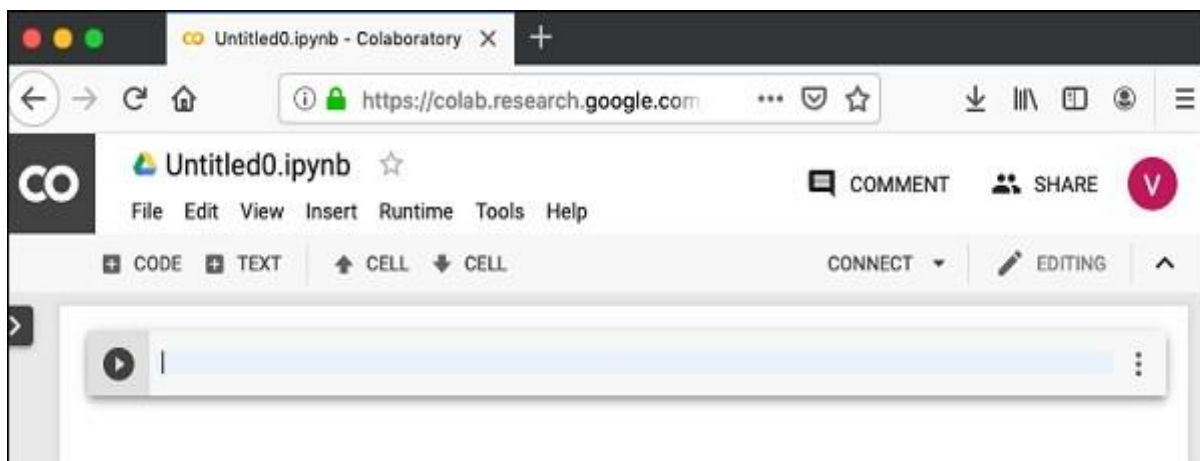 CO Untitled0.ipynb - Colaboratory
https://colab.research.google.com
CO Untitled0.ipynb
COMMENT SHARE V
File Edit View Insert Runtime Tools Help
CODE TEXT CELL CELL CONNECT EDITING